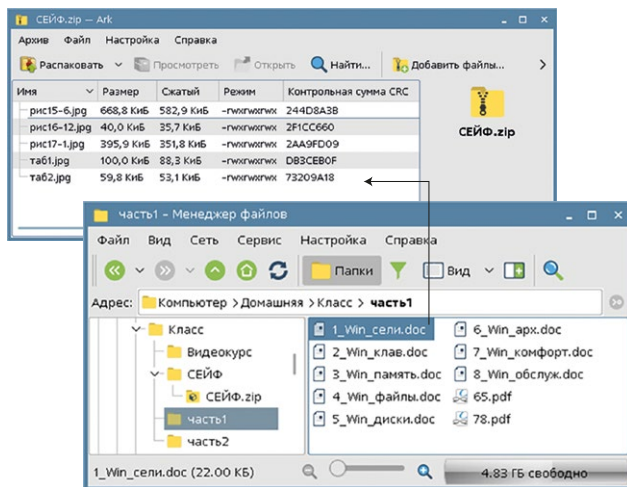 СЕЙФ.zip — Ark
Архив Файл Настройка Справка
Распаковать Просмотреть Открыть Найти... Добавить файлы...
Имя Размер Сжатый Режим Контрольная сумма CRC
рис15-6.jpg 668,8 КиБ 582,9 КиБ -rwxrwxrwx 244D8A3B
рис16-12.jpg 40,0 КиБ 35,7 КиБ -rwxrwxrwx 2F1CC660
рис17-1.jpg 395,9 КиБ 351,8 КиБ -rwxrwxrwx 2AA9FD09
таб1.jpg 100,0 КиБ 88,3 КиБ -rwxrwxrwx DB3CEB0F
таб2.jpg 59,8 КиБ 53,1 КиБ -rwxrwxrwx 73209A18
СЕЙФ.zip
часть1 – Менеджер файлов
Файл Вид Сеть Сервис Настройка Справка
Папки Вид
Адрес: Компьютер > Домашняя > Класс > часть1
Класс
Видеокурс
СЕЙФ
СЕЙФ.zip
часть1
часть2
1_Win_сели.doc 6_Win_арх.doc
2_Win_клав.doc 7_Win_комфорт.doc
3_Win_память.doc 8_Win_обслуж.doc
4_Win_файлы.doc 65.pdf
5_Win_диски.doc 78.pdf
1_Win_сели.doc (22.00 КБ) 4.83 ГБ свободно